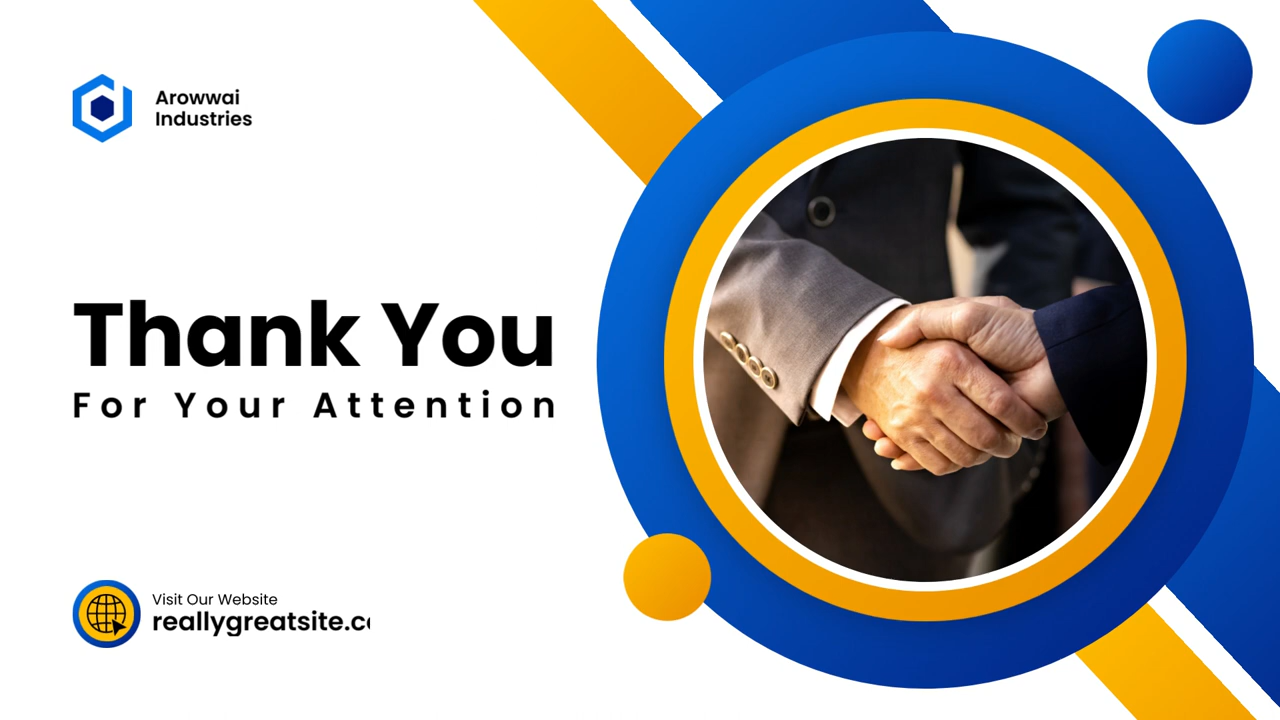 Arowwai
Industries
Thank You
For Your Attention
Visit Our Website
reallygreatsite.c